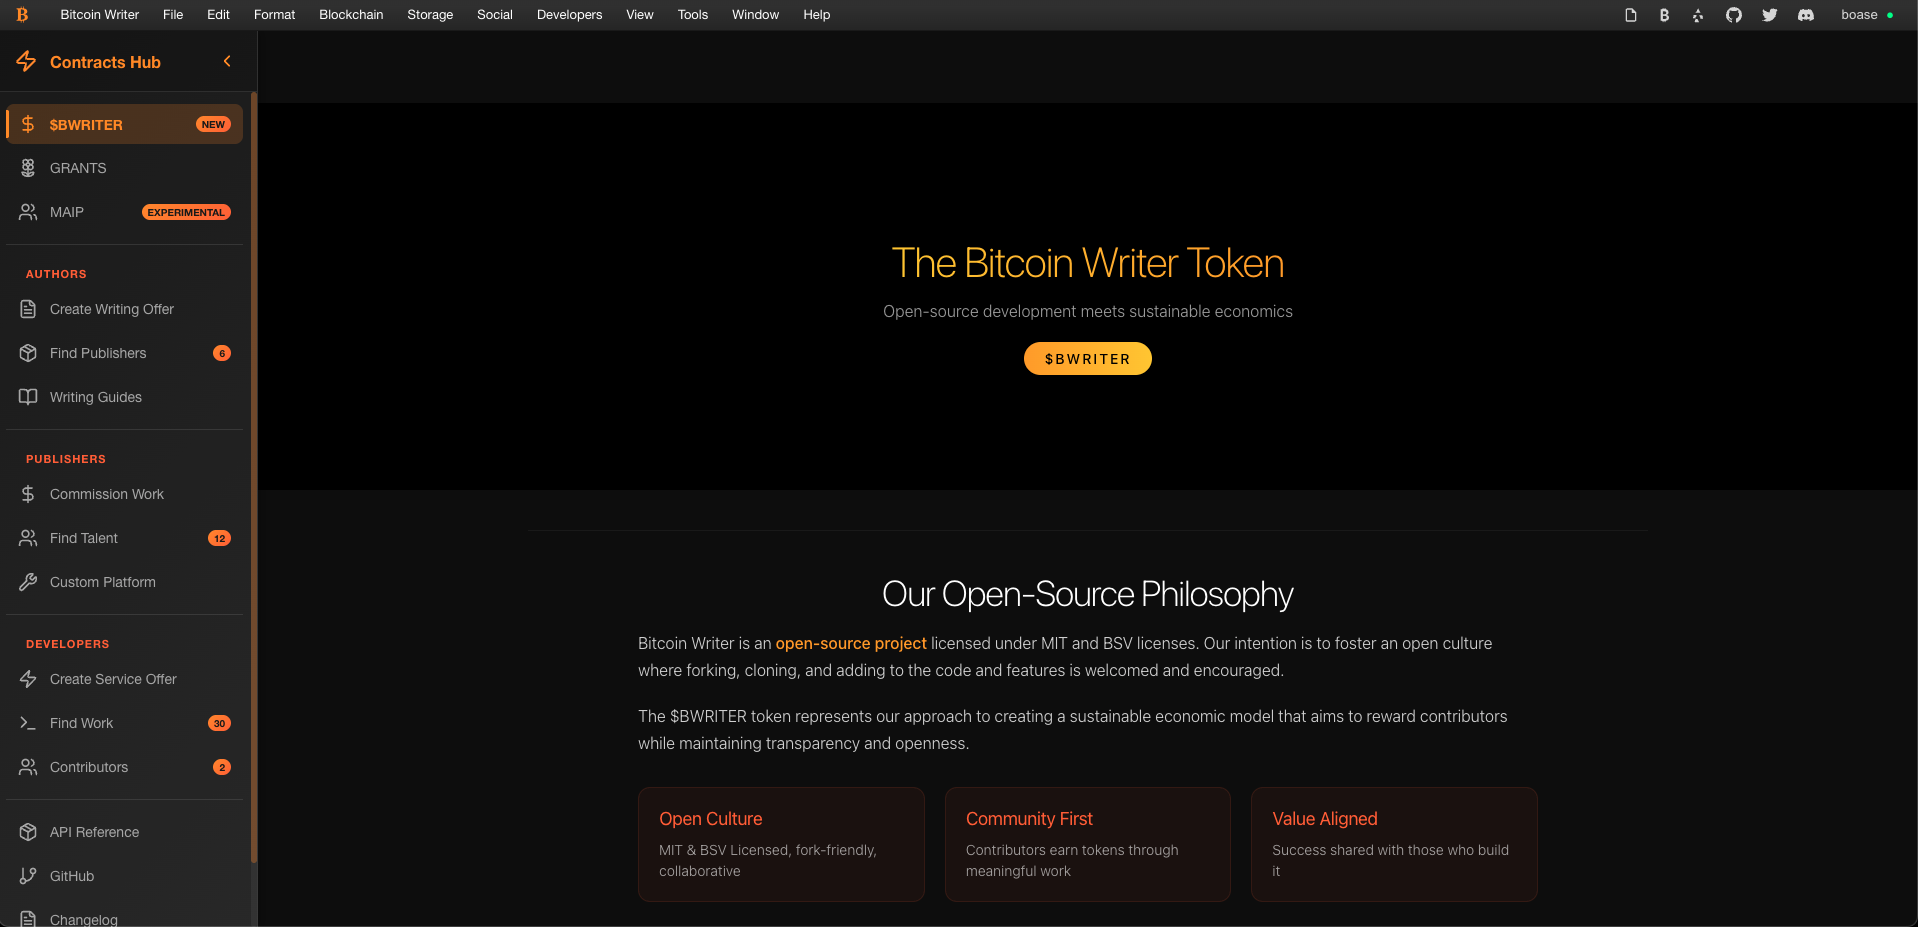 Bitcoin Writer File Edit Format Blockchain Storage Social Developers View Tools Window Help boase
Contracts Hub
$BWRITER NEW
GRANTS
MAIP EXPERIMENTAL
AUTHORS
Create Writing Offer
Find Publishers 6
Writing Guides
PUBLISHERS
Commission Work
Find Talent 12
Custom Platform
DEVELOPERS
Create Service Offer
Find Work 30
Contributors 2
API Reference
GitHub
Changelog
The Bitcoin Writer Token
Open-source development meets sustainable economics
$BWRITER
Our Open-Source Philosophy
Bitcoin Writer is an open-source project licensed under MIT and BSV licenses. Our intention is to foster an open culture
where forking, cloning, and adding to the code and features is welcomed and encouraged.
The $BWRITER token represents our approach to creating a sustainable economic model that aims to reward contributors
while maintaining transparency and openness.
Open Culture
MIT & BSV Licensed, fork-friendly,
collaborative
Community First
Contributors earn tokens through
meaningful work
Value Aligned
Success shared with those who build
it